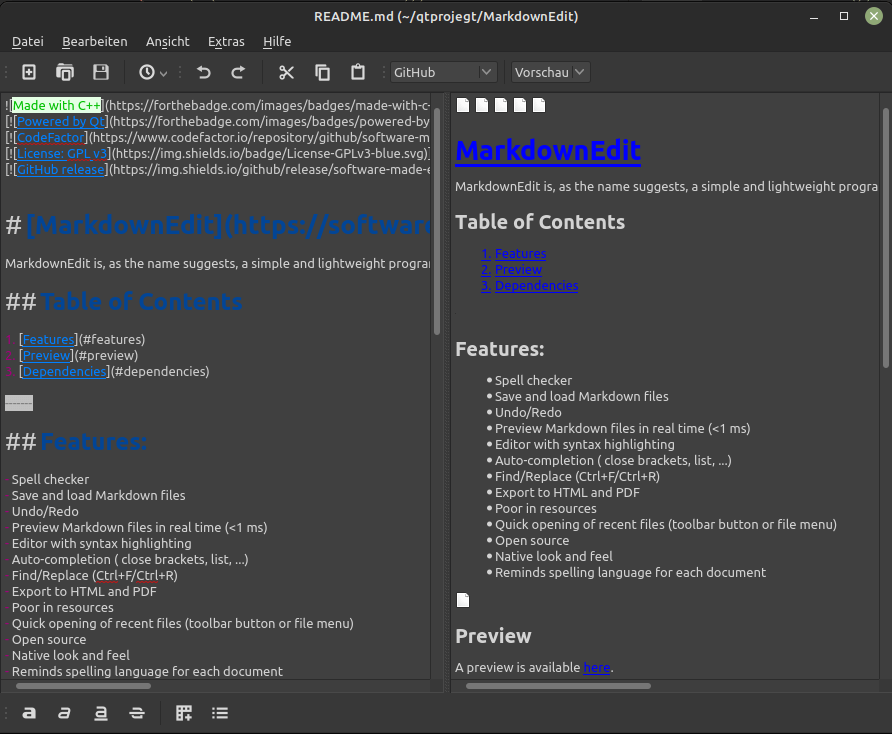 README.md (~/qtprojegt/MarkdownEdit)
Datei Bearbeiten Ansicht Extras Hilfe
GitHub Vorschau
![Made with C++](https://forthebadge.com/images/badges/made-with-c-
[![Powered by Qt](https://forthebadge.com/images/badges/powered-by
[![CodeFactor](https://www.codefactor.io/repository/github/software-m
[![License: GPL v3](https://img.shields.io/badge/License-GPLv3-blue.svg)]
[![GitHub release](https://img.shields.io/github/release/software-made-e
# [MarkdownEdit](https://software
MarkdownEdit is, as the name suggests, a simple and lightweight program
## Table of Contents
[Features](#features)
[Preview](#preview)
[Dependencies](#dependencies)
-------
## Features:
Spell checker
Save and load Markdown files
Undo/Redo
Preview Markdown files in real time (<1 ms)
Editor with syntax highlighting
Auto-completion ( close brackets, list, ...)
Find/Replace (Ctrl+F/Ctrl+R)
Export to HTML and PDF
Poor in resources
Quick opening of recent files (toolbar button or file menu)
Open source
Native look and feel
Reminds spelling language for each document
MarkdownEdit
MarkdownEdit is, as the name suggests, a simple and lightweight progra
Table of Contents
1. Features
2. Preview
3. Dependencies
Features:
• Spell checker
• Save and load Markdown files
• Undo/Redo
• Preview Markdown files in real time (<1 ms)
• Editor with syntax highlighting
• Auto-completion ( close brackets, list, ...)
• Find/Replace (Ctrl+F/Ctrl+R)
• Export to HTML and PDF
• Poor in resources
• Quick opening of recent files (toolbar button or file menu)
• Open source
• Native look and feel
• Reminds spelling language for each document
Preview
A preview is available here.
a a a